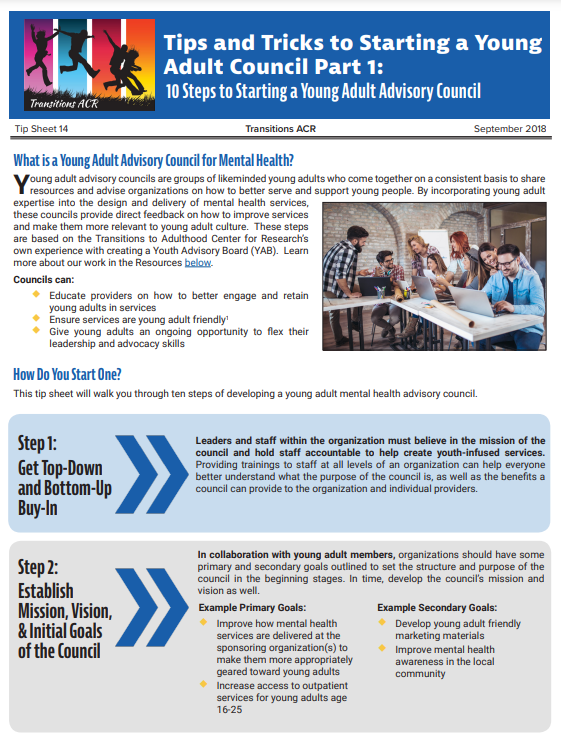 Transitions ACR
Tips and Tricks to Starting a Young
Adult Council Part 1:
10 Steps to Starting a Young Adult Advisory Council
Tip Sheet 14
Transitions ACR
September 2018
What is a Young Adult Advisory Council for Mental Health?
Young adult advisory councils are groups of likeminded young adults who come together on a consistent basis to share
resources and advise organizations on how to better serve and support young people. By incorporating young adult
expertise into the design and delivery of mental health services,
these councils provide direct feedback on how to improve services
and make them more relevant to young adult culture. These steps
are based on the Transitions to Adulthood Center for Research's
own experience with creating a Youth Advisory Board (YAB). Learn
more about our work in the Resources below.
Councils can:
Educate providers on how to better engage and retain
young adults in services
Ensure services are young adult friendly¹
Give young adults an ongoing opportunity to flex their
leadership and advocacy skills
How Do You Start One?
This tip sheet will walk you through ten steps of developing a young adult mental health advisory council.
Step 1:
Get Top-Down
and Bottom-Up
Buy-In
Leaders and staff within the organization must believe in the mission of the
council and hold staff accountable to help create youth-infused services.
Providing trainings to staff at all levels of an organization can help everyone
better understand what the purpose of the council is, as well as the benefits a
council can provide to the organization and individual providers.
Step 2:
Establish
Mission, Vision,
& Initial Goals
of the Council
In collaboration with young adult members, organizations should have some
primary and secondary goals outlined to set the structure and purpose of the
council in the beginning stages. In time, develop the council's mission and
vision as well.
Example Primary Goals:
Improve how mental health
services are delivered at the
sponsoring organization(s) to
make them more appropriately
geared toward young adults
Increase access to outpatient
services for young adults age
16-25
Example Secondary Goals:
Develop young adult friendly
marketing materials
Improve mental health
awareness in the local
community